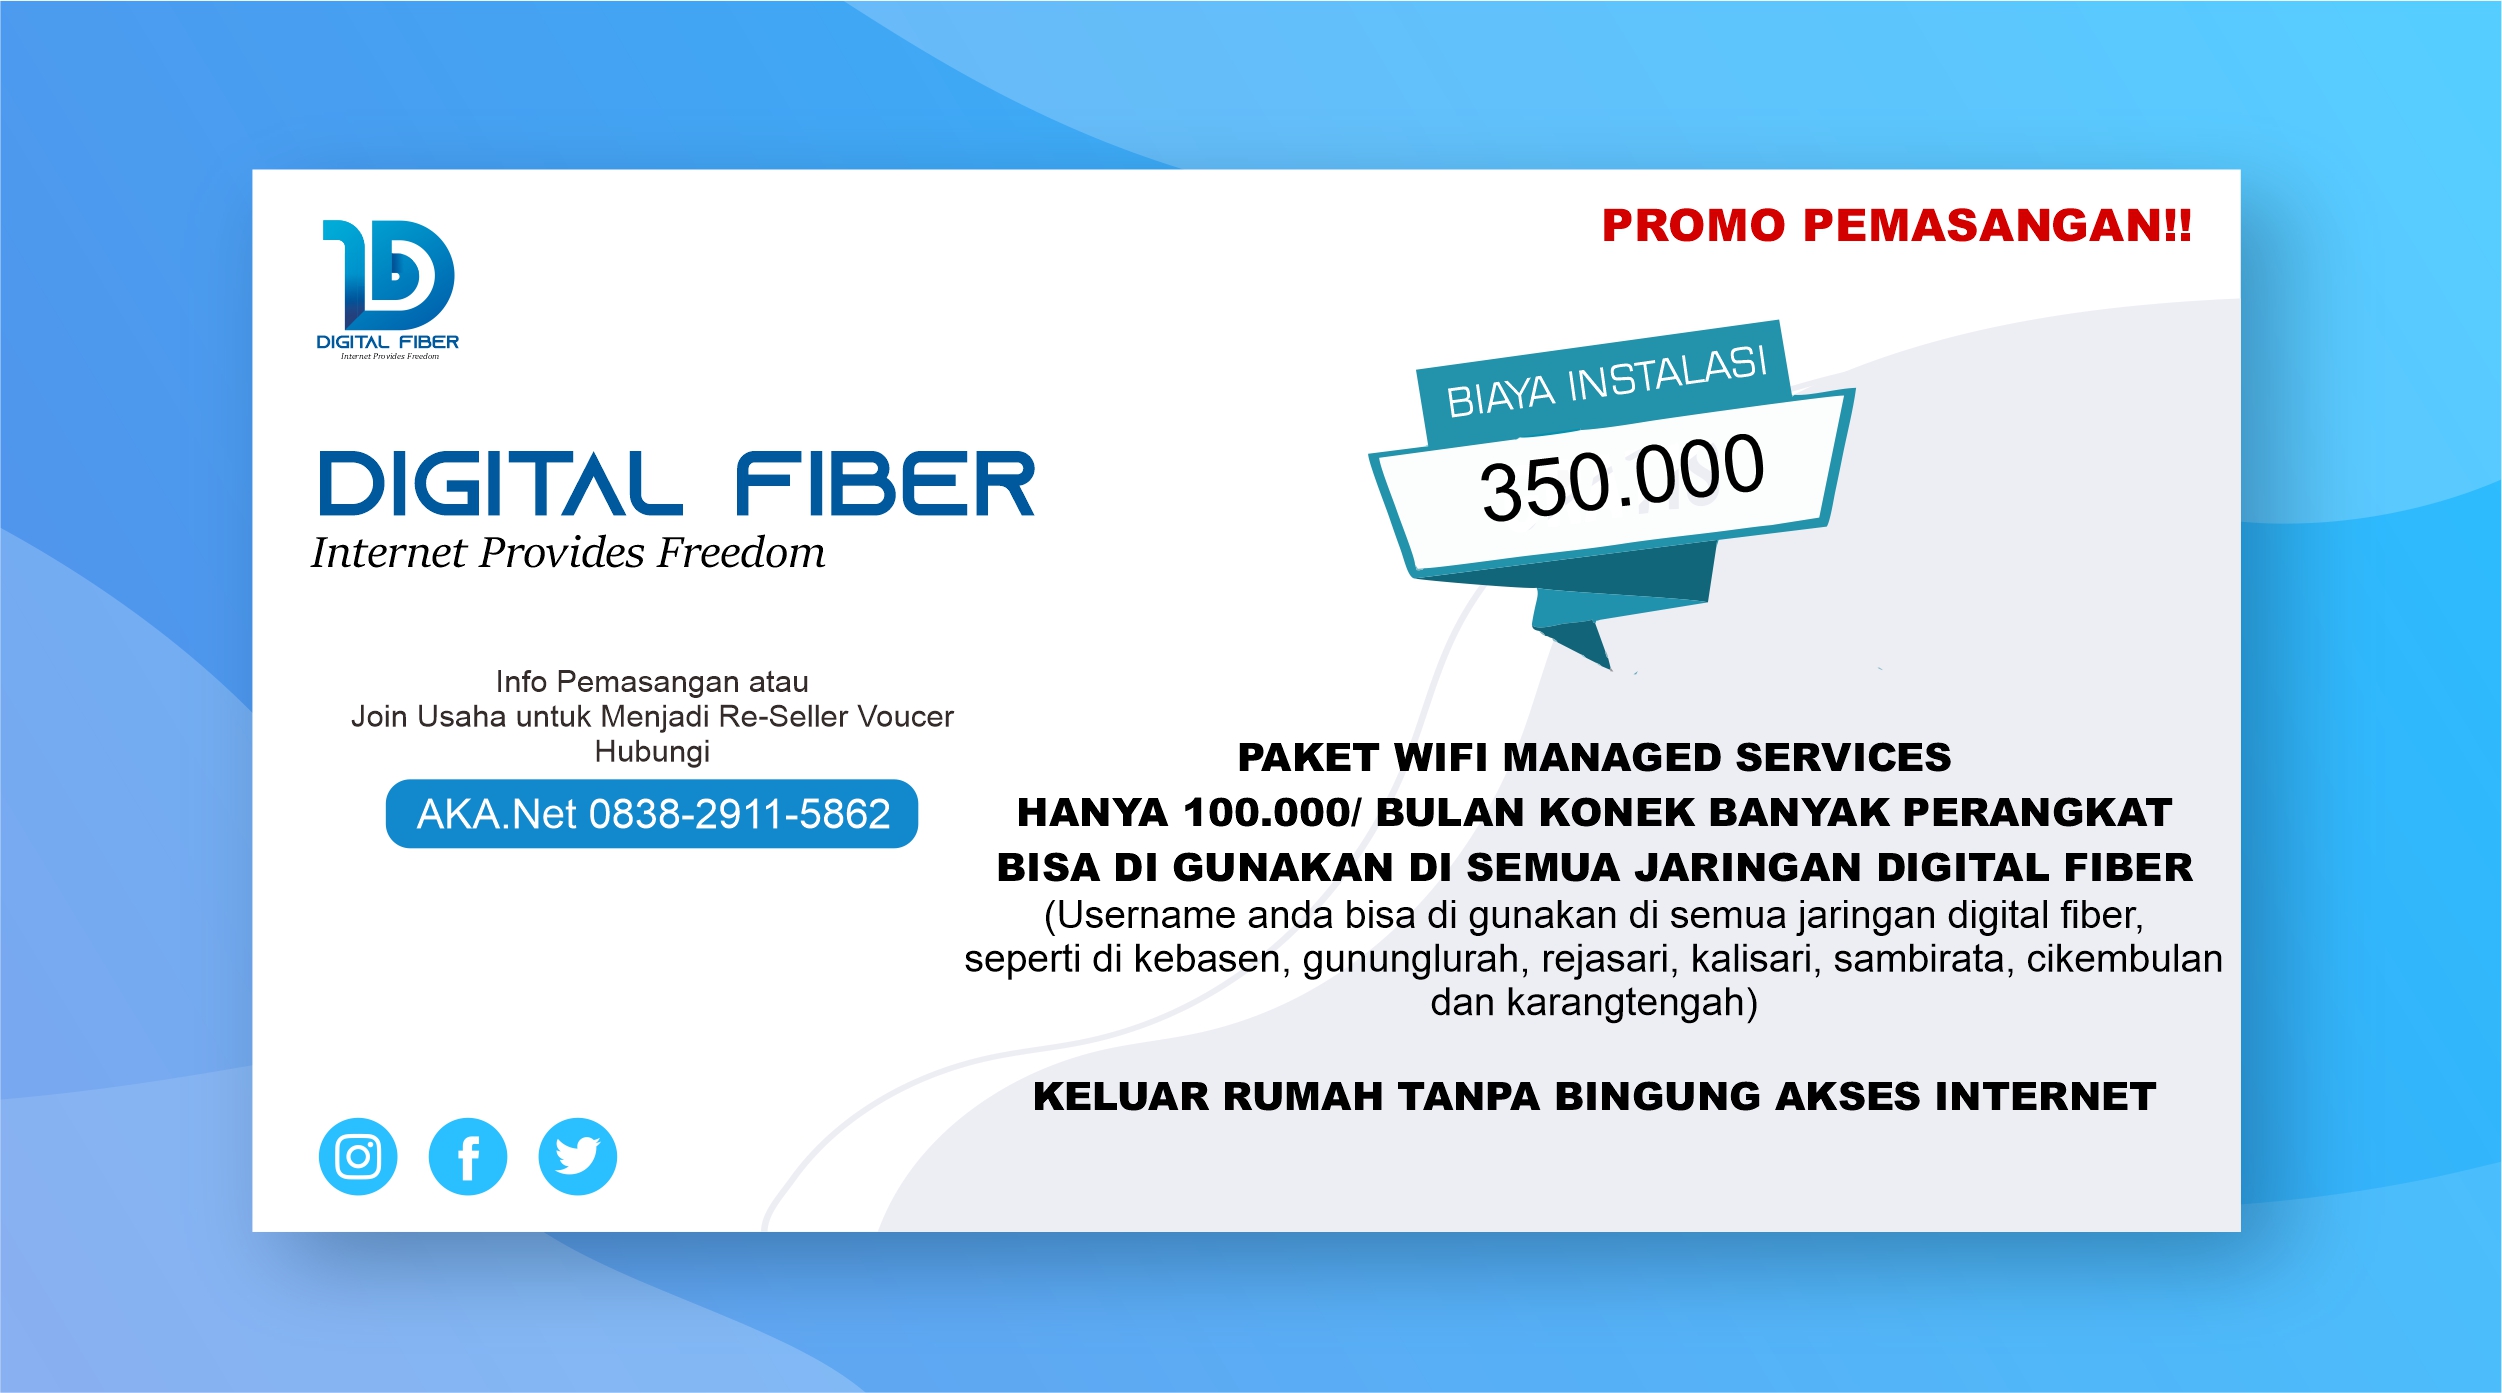 DIGITAL FIBER
Internet Provides Freedom
DIGITAL FIBER
Internet Provides Freedom
Info Pemasangan atau
Join Usaha untuk Menjadi Re-Seller Voucer
Hubungi
AKA.Net 0838-2911-5862
PROMO PEMASANGAN!!
BIAYA INSTALASI
350.000
PAKET WIFI MANAGED SERVICES
HANYA 100.000/ BULAN KONEK BANYAK PERANGKAT
BISA DI GUNAKAN DI SEMUA JARINGAN DIGITAL FIBER
(Username anda bisa di gunakan di semua jaringan digital fiber,
seperti di kebasen, gununglurah, rejasari, kalisari, sambirata, cikembulan
dan karangtengah)
KELUAR RUMAH TANPA BINGUNG AKSES INTERNET